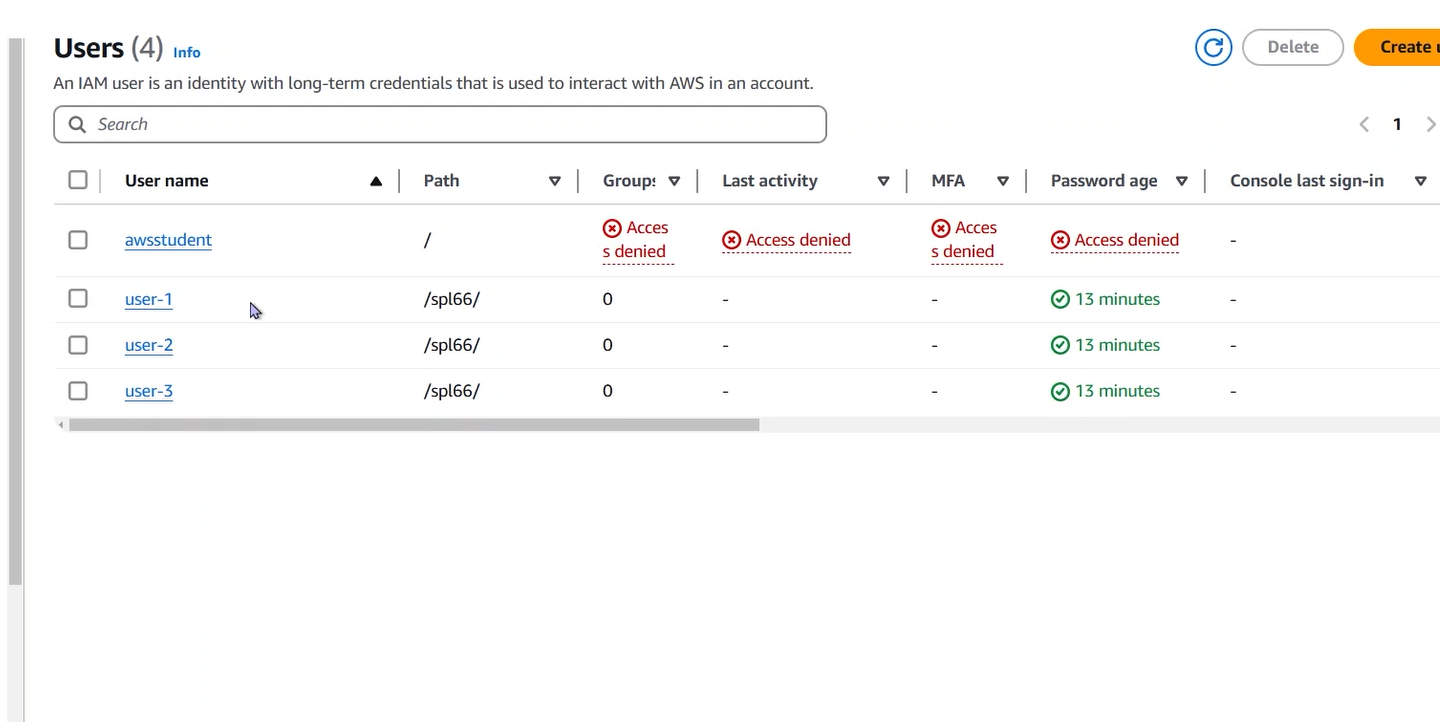 Users (4) Info
Delete
Create u
An IAM user is an identity with long-term credentials that is used to interact with AWS in an account.
Search
1
User name Path Groups Last activity MFA Password age Console last sign-in
awsstudent / Acces s denied Access denied Acces s denied Access denied -
user-1 /spl66/ 0 - - 13 minutes -
user-2 /spl66/ 0 - - 13 minutes -
user-3 /spl66/ 0 - - 13 minutes -